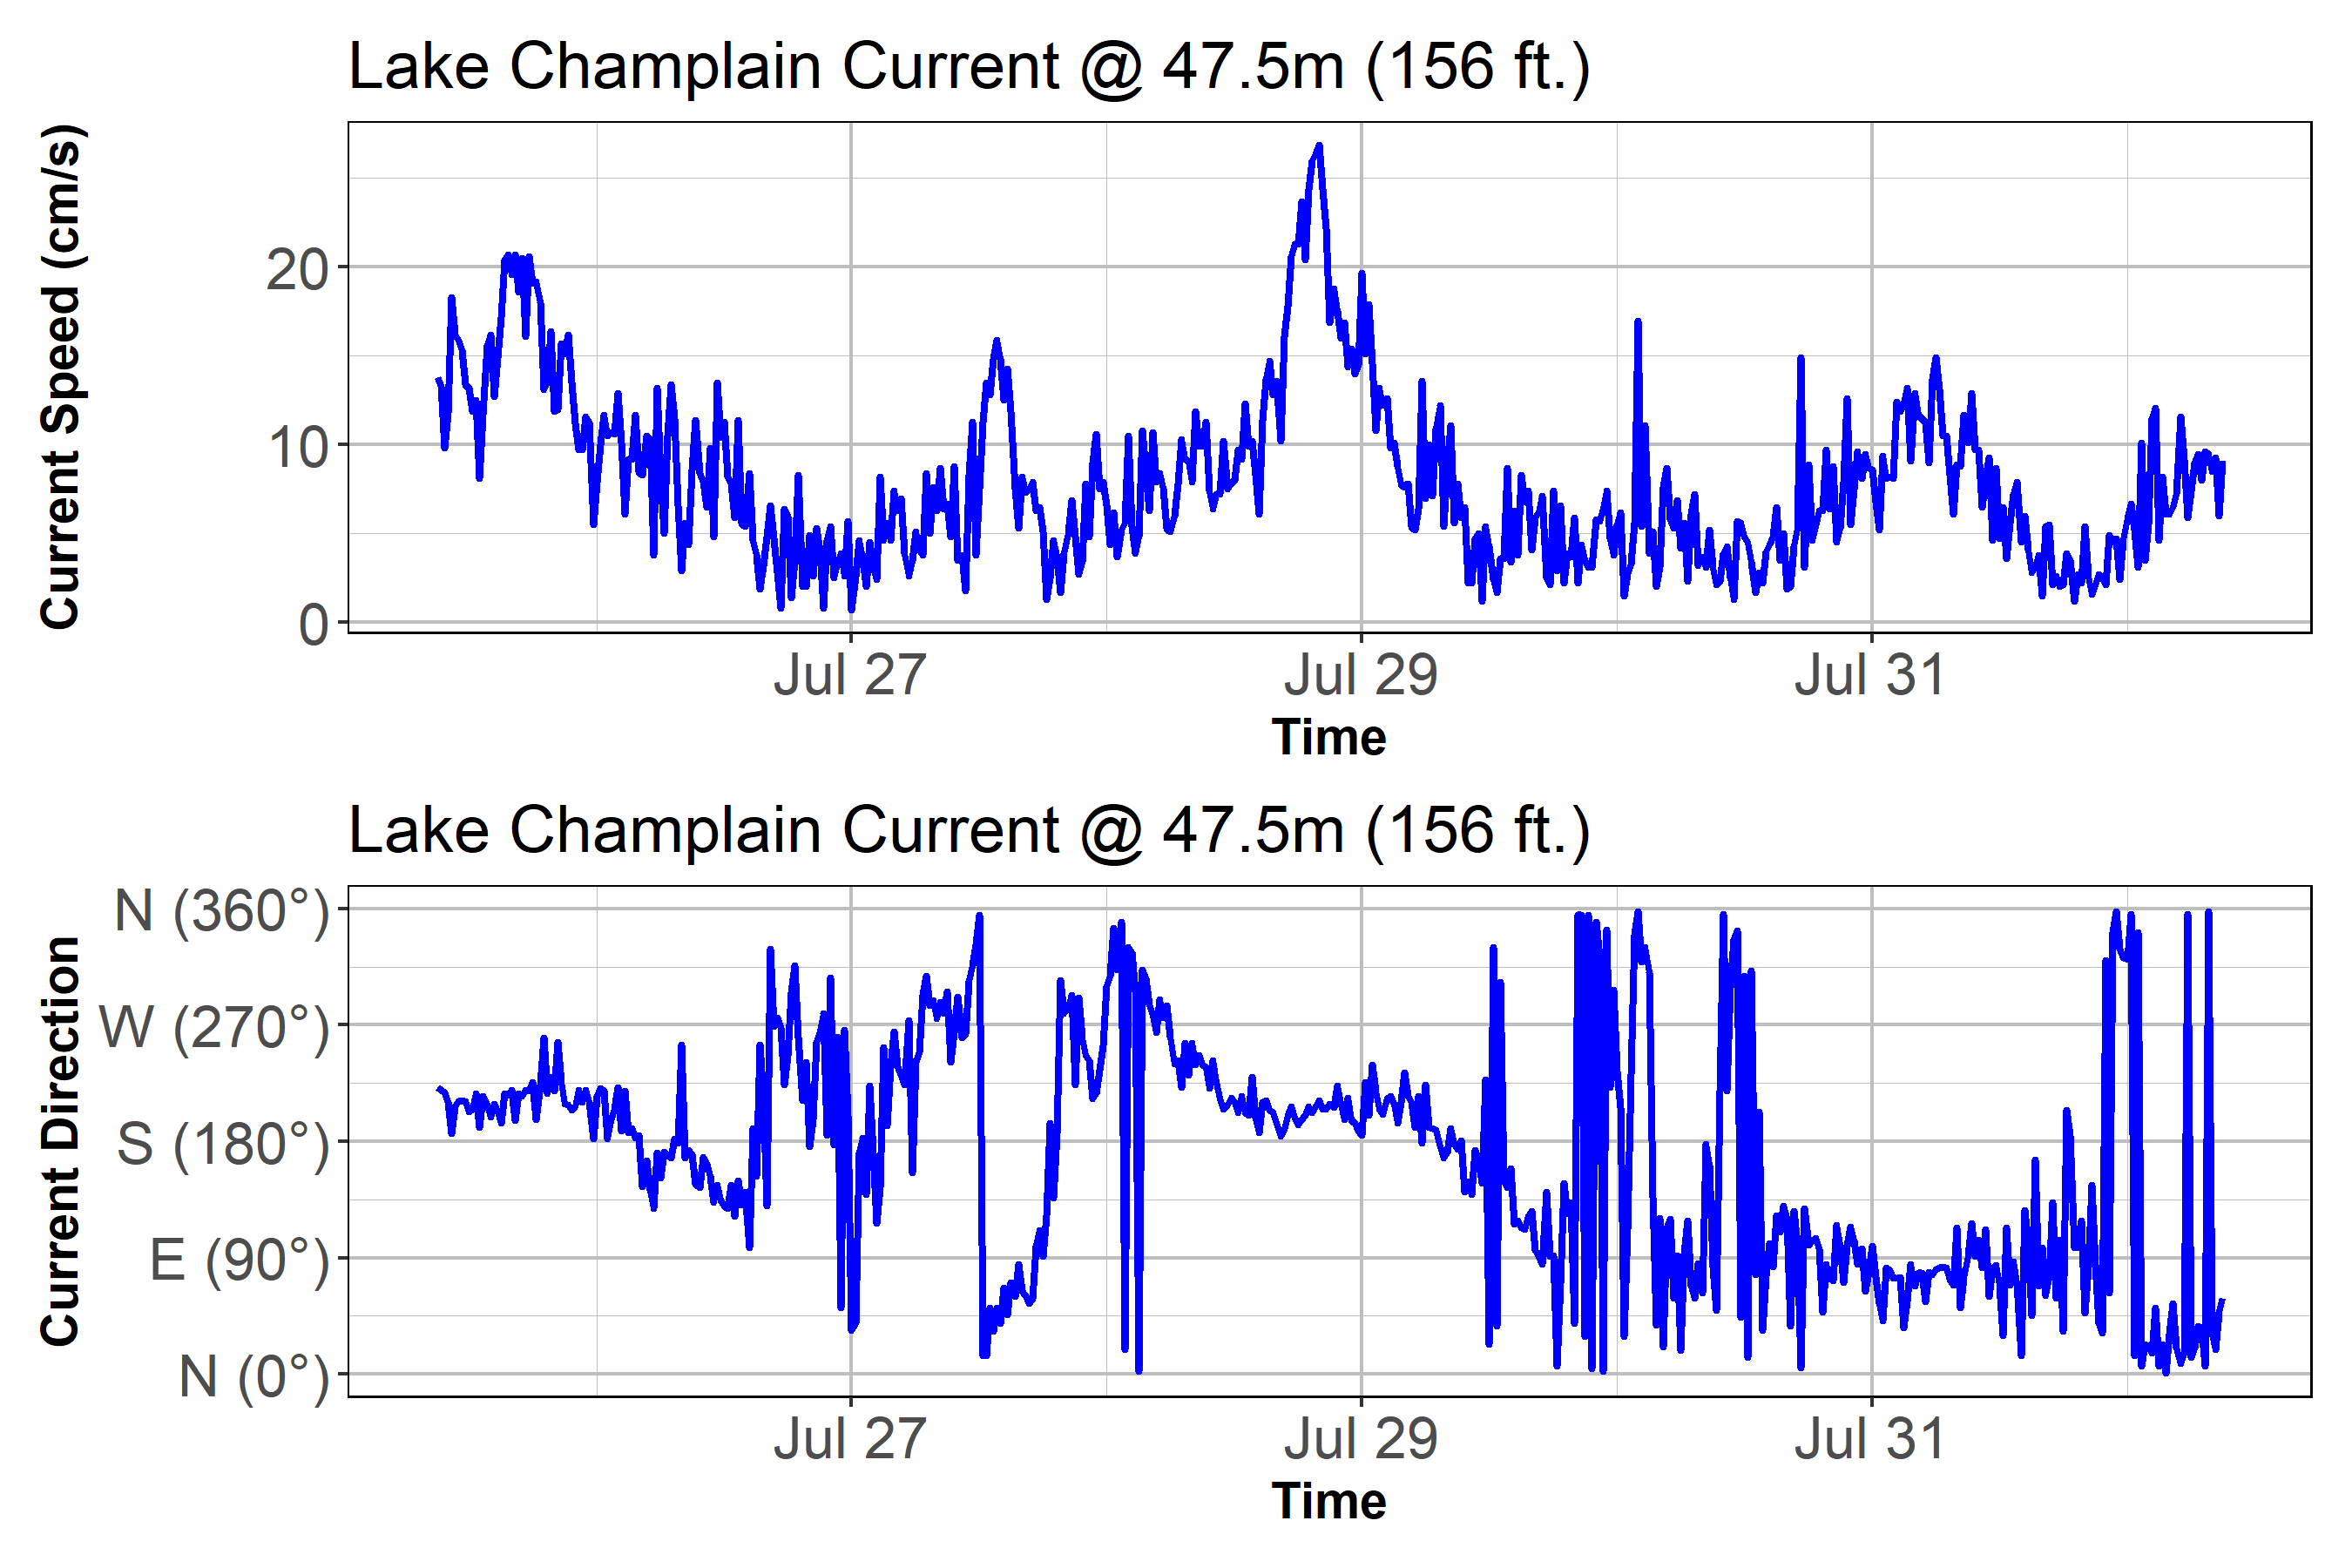 Lake Champlain Current @ 47.5m (156 ft.)
Current Speed (cm/s)
20
10
0
Jul 27 Jul 29 Jul 31
Time
Lake Champlain Current @ 47.5m (156 ft.)
Current Direction
N (360°)
W (270°)
S (180°)
E (90°)
N (0°)
Jul 27 Jul 29 Jul 31
Time